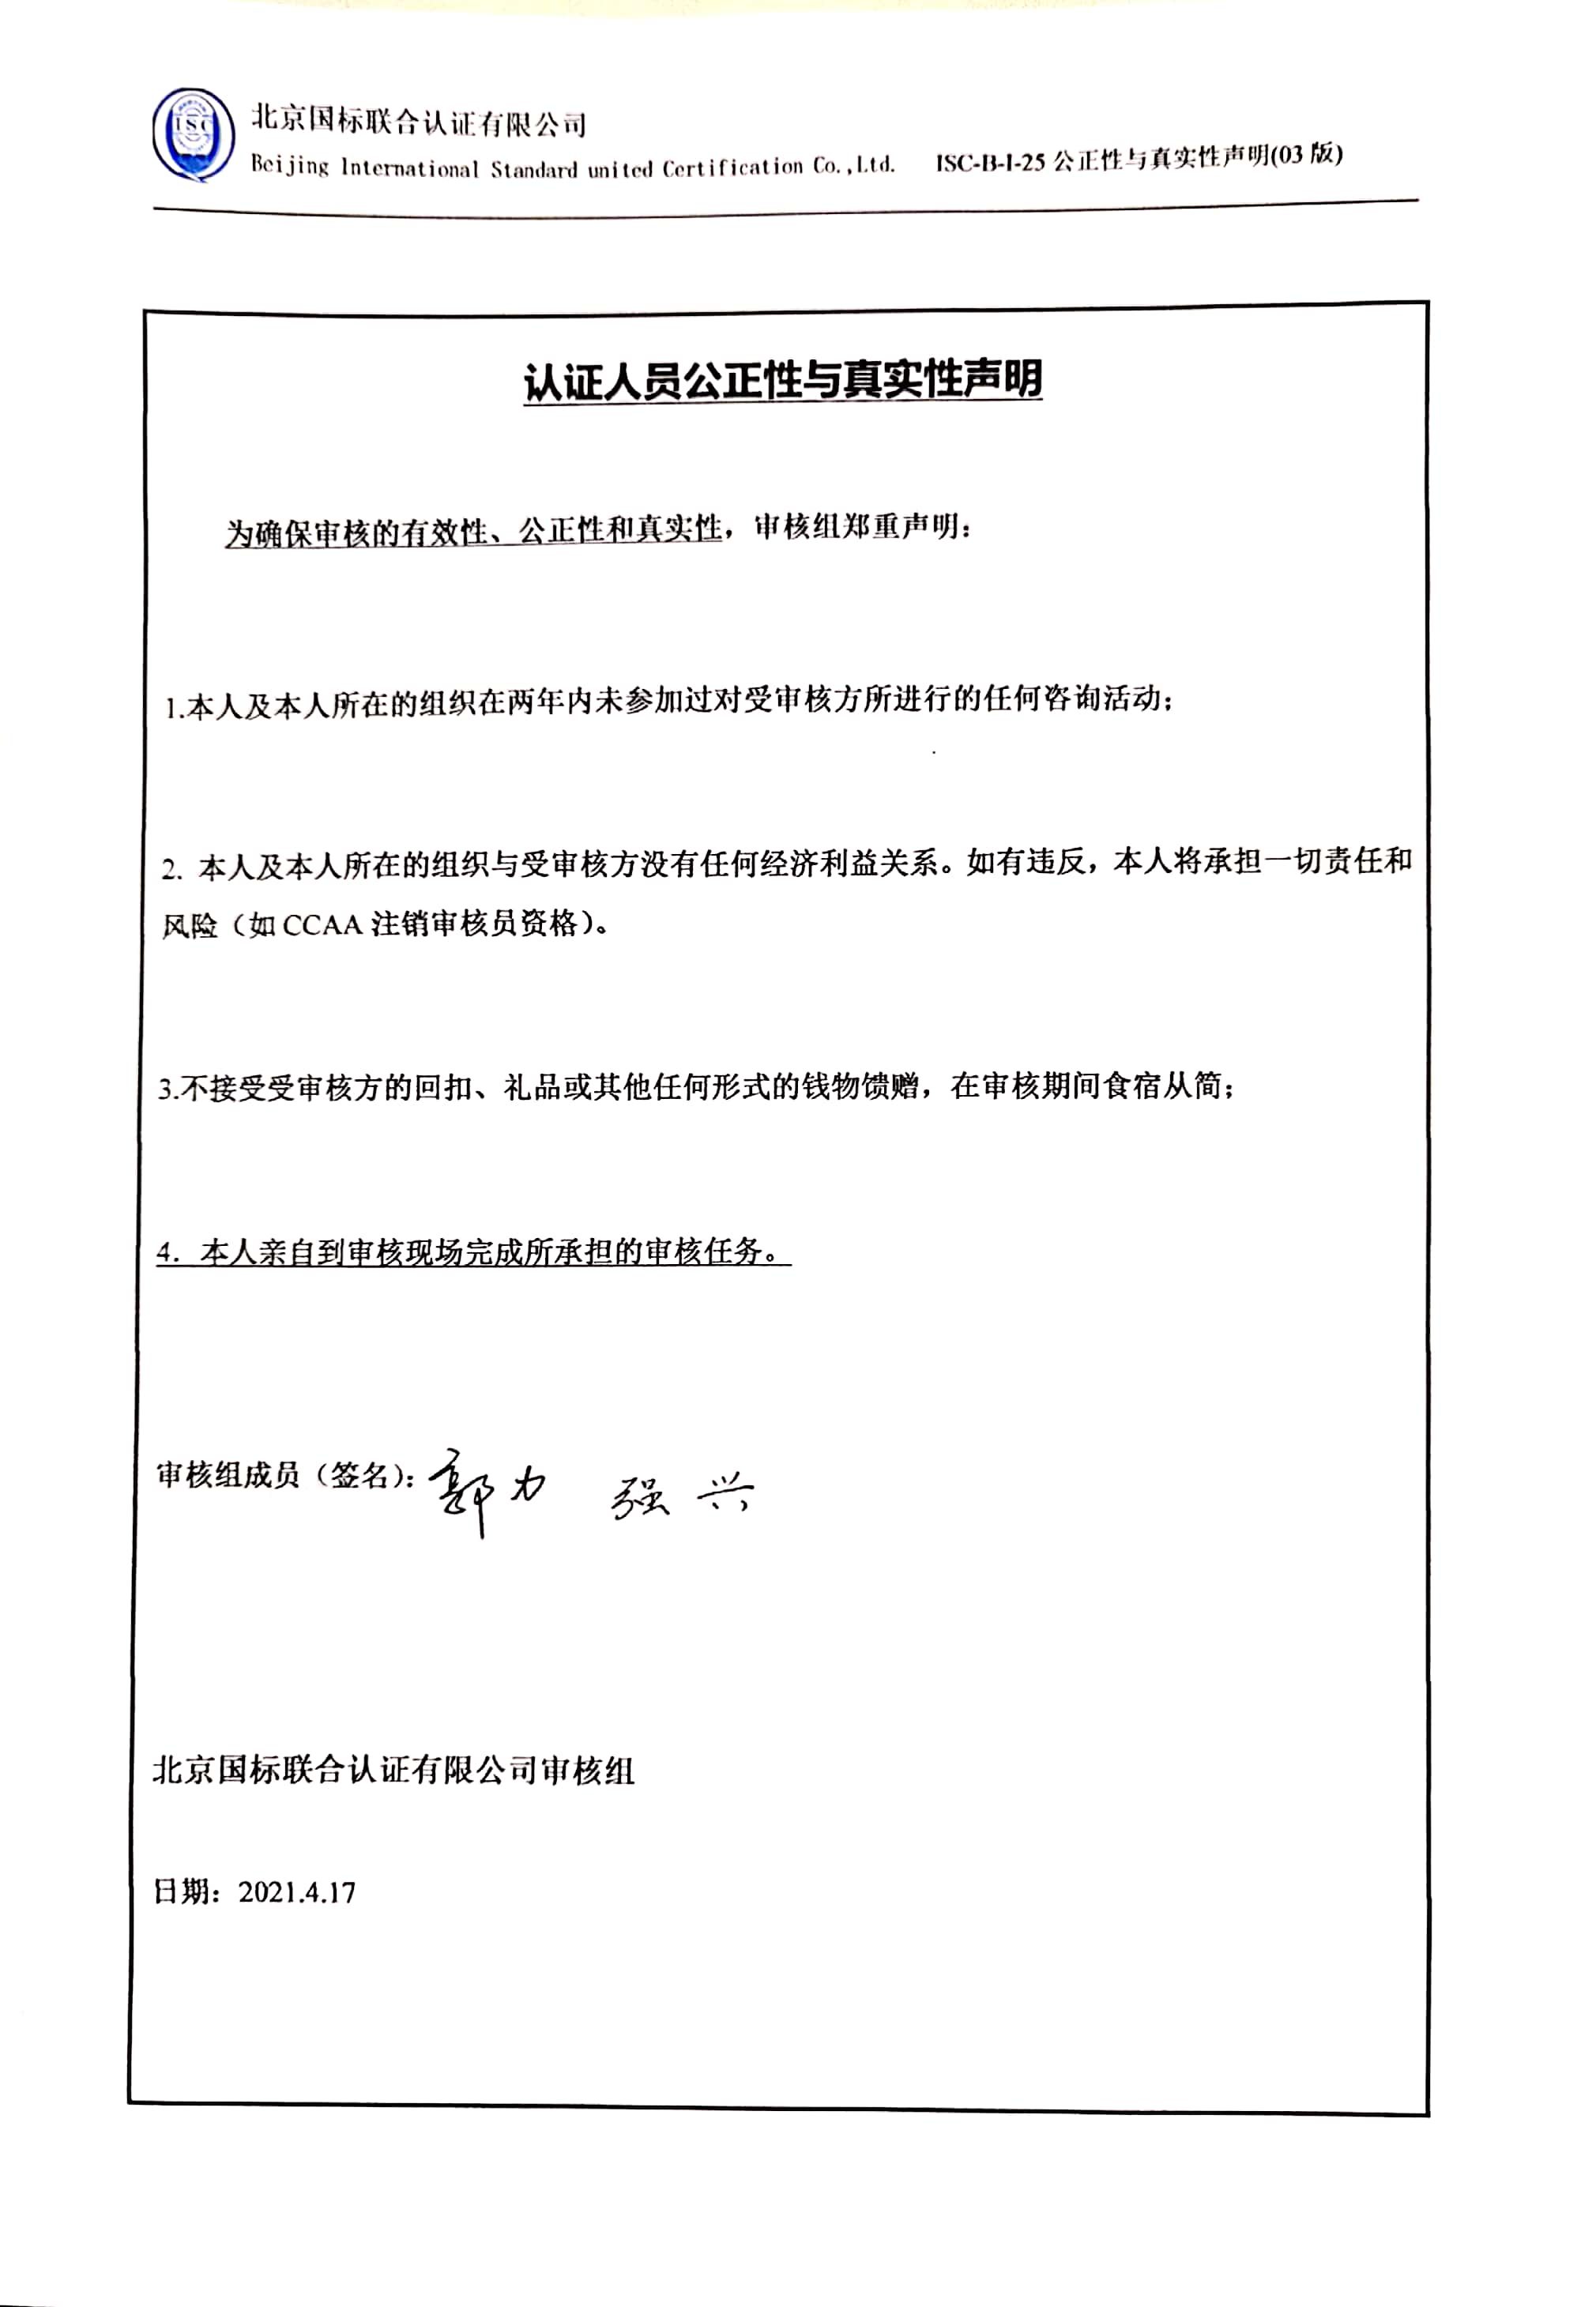 ISC
北京国标联合认证有限公司
Beijing International Standard united Certification Co.,Ltd. ISC-B-I-25 公正性与真实性声明(03 版)
认证人员公正性与真实性声明
为确保审核的有效性、公正性和真实性，审核组郑重声明：
1.本人及本人所在的组织在两年内未参加过对受审核方所进行的任何咨询活动；
2. 本人及本人所在的组织与受审核方没有任何经济利益关系。如有违反，本人将承担一切责任和
风险（如 CCAA 注销审核员资格）。
3.不接受受审核方的回扣、礼品或其他任何形式的钱物馈赠，在审核期间食宿从简；
4. 本人亲自到审核现场完成所承担的审核任务。
审核组成员（签名）：郭力 强兴
北京国标联合认证有限公司审核组
日期：2021.4.17